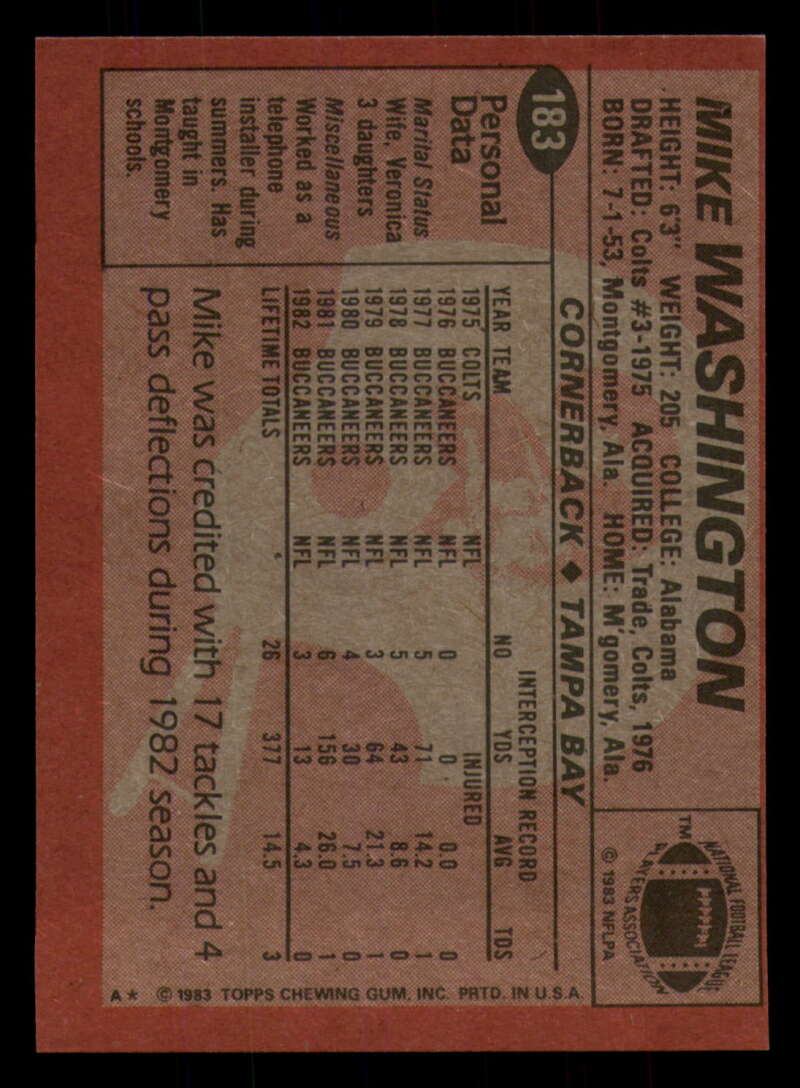 MIKE WASHINGTON
HEIGHT: 6'3" WEIGHT: 205 COLLEGE: Alabama
DRAFTED: Colts #3-1975 ACQUIRED: Trade, Colts, 1976
BORN: 7-1-53, Montgomery, Ala. HOME: M'gomery, Ala.
NATIONAL FOOTBALL LEAGUE
PLAYERS ASSOCIATION
TM
© 1983 NFLPA
183
CORNERBACK ◆ TAMPA BAY
Personal
Data
Marital Status
Wife, Veronica
3 daughters
Miscellaneous
Worked as a
telephone
installer during
summers. Has
taught in
Montgomery
schools.
INTERCEPTION RECORD
YEAR TEAM NO YDS AVG TDS
1975 COLTS NFL INJURED
1976 BUCCANEERS NFL 0 0 0.0 0
1977 BUCCANEERS NFL 5 71 14.2 1
1978 BUCCANEERS NFL 5 43 8.6 0
1979 BUCCANEERS NFL 3 64 21.3 1
1980 BUCCANEERS NFL 4 30 7.5 0
1981 BUCCANEERS NFL 6 156 26.0 1
1982 BUCCANEERS NFL 3 13 4.3 0
LIFETIME TOTALS 26 377 14.5 3
Mike was credited with 17 tackles and 4
pass deflections during 1982 season.
A★ © 1983 TOPPS CHEWING GUM, INC. PRTD. IN U.S.A.